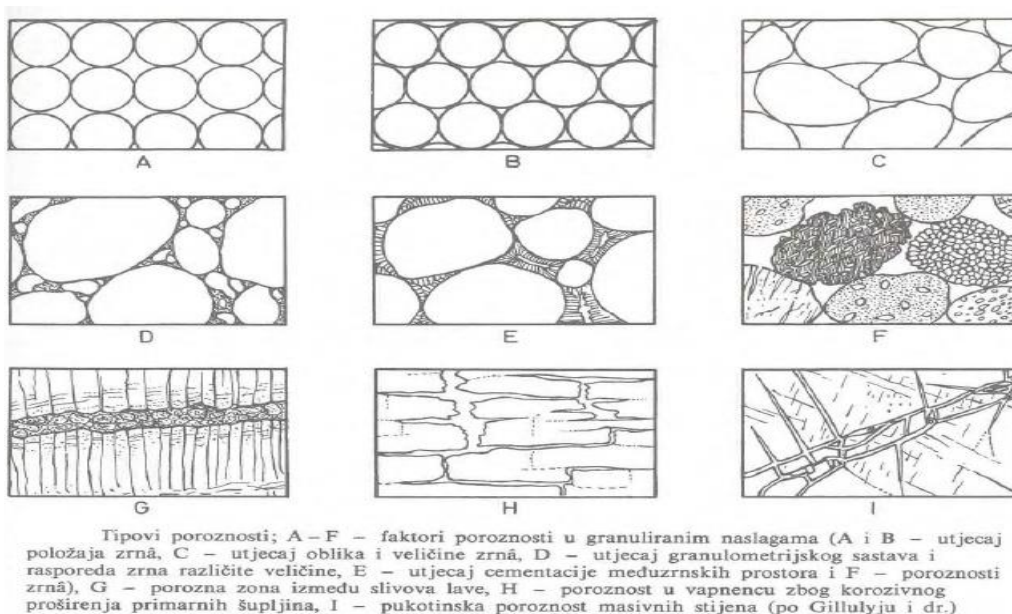 A
B
C
D
E
F
G
H
I
Tipovi poroznosti; A – F – faktori poroznosti u granuliranim naslagama (A i B – utjecaj
položaja zrnâ, C – utjecaj oblika i veličine zrnâ, D – utjecaj granulometrijskog sastava i
rasporeda zrna različite veličine, E – utjecaj cementacije međuzrnskih prostora i F – poroznosti
zrnâ), G – porozna zona između slivova lave, H – poroznost u vapnencu zbog korozivnog
proširenja primarnih šupljina, I – pukotinska poroznost masivnih stijena (po Gillulyju i dr.)